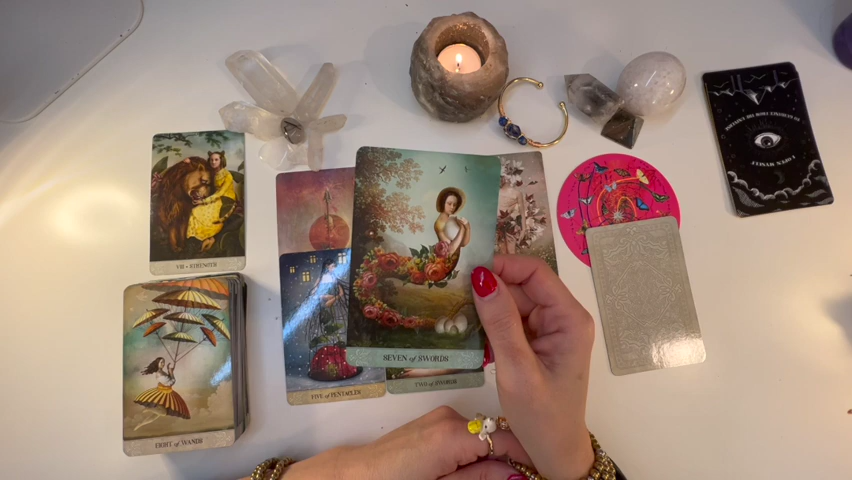 VIII • STRENGTH
EIGHT of WANDS
FIVE of PENTACLES
SEVEN of SWORDS
TWO of SWORDS